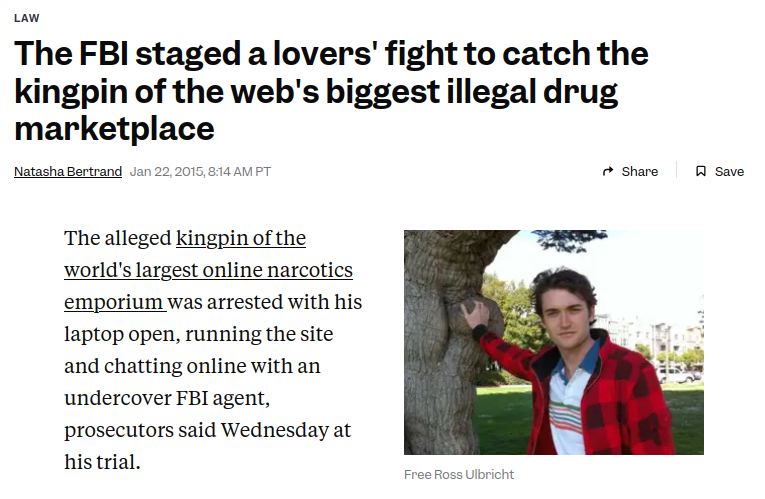 LAW
The FBI staged a lovers' fight to catch the
kingpin of the web's biggest illegal drug
marketplace
Natasha Bertrand Jan 22, 2015, 8:14 AM PT
Share
Save
The alleged kingpin of the
world's largest online narcotics
emporium was arrested with his
laptop open, running the site
and chatting online with an
undercover FBI agent,
prosecutors said Wednesday at
his trial.
Free Ross Ulbricht